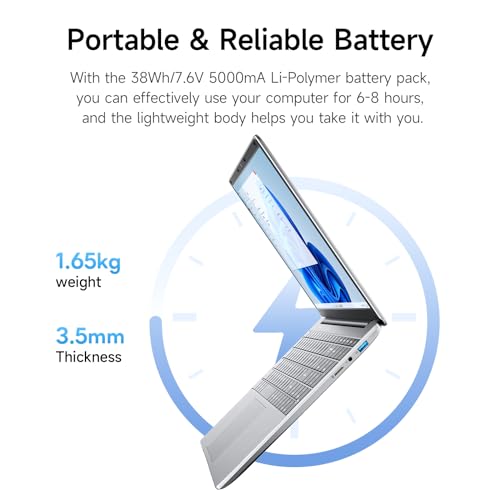 Portable & Reliable Battery
With the 38Wh/7.6V 5000mA Li-Polymer battery pack,
you can effectively use your computer for 6-8 hours,
and the lightweight body helps you take it with you.
1.65kg
weight
3.5mm
Thickness